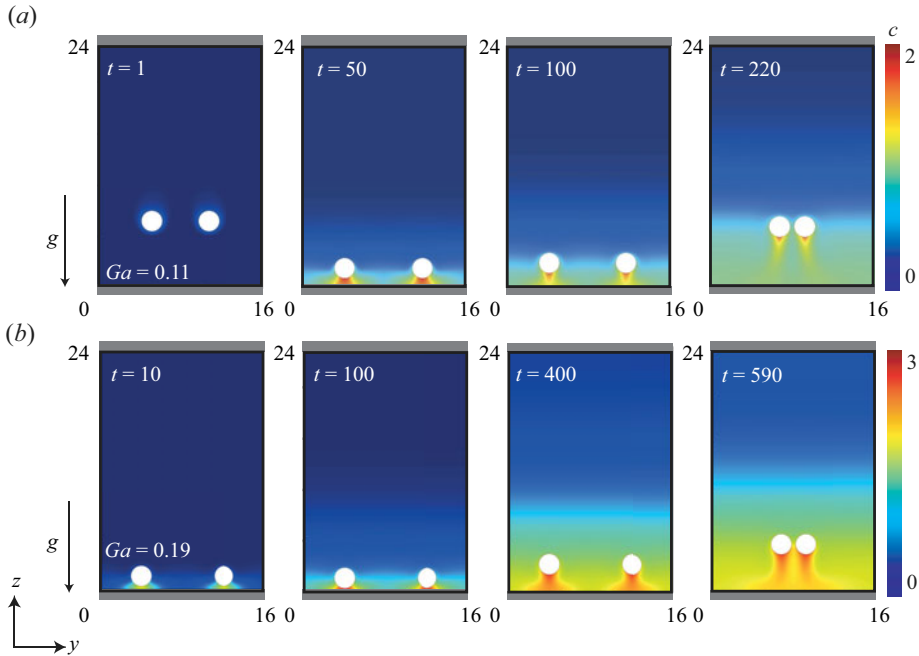 (a)
24 24 24 24 c
t = 1 t = 50 t = 100 t = 220 2
g
Ga = 0.11 0
0 16 0 16 0 16 0 16
(b)
24 24 24 24
t = 10 t = 100 t = 400 t = 590 3
g
Ga = 0.19
z 0
0 16 0 16 0 16 0 16
y